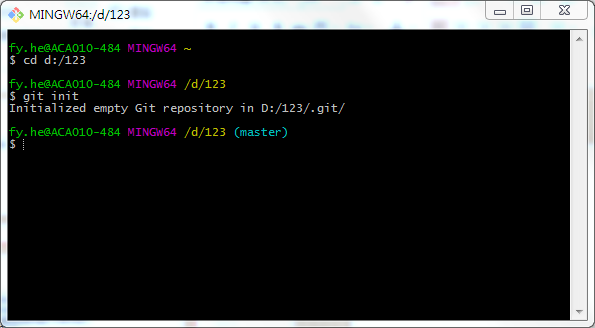 MINGW64:/d/123
fy.he@ACA010-484 MINGW64 ~
$ cd d:/123
fy.he@ACA010-484 MINGW64 /d/123
$ git init
Initialized empty Git repository in D:/123/.git/
fy.he@ACA010-484 MINGW64 /d/123 (master)
$